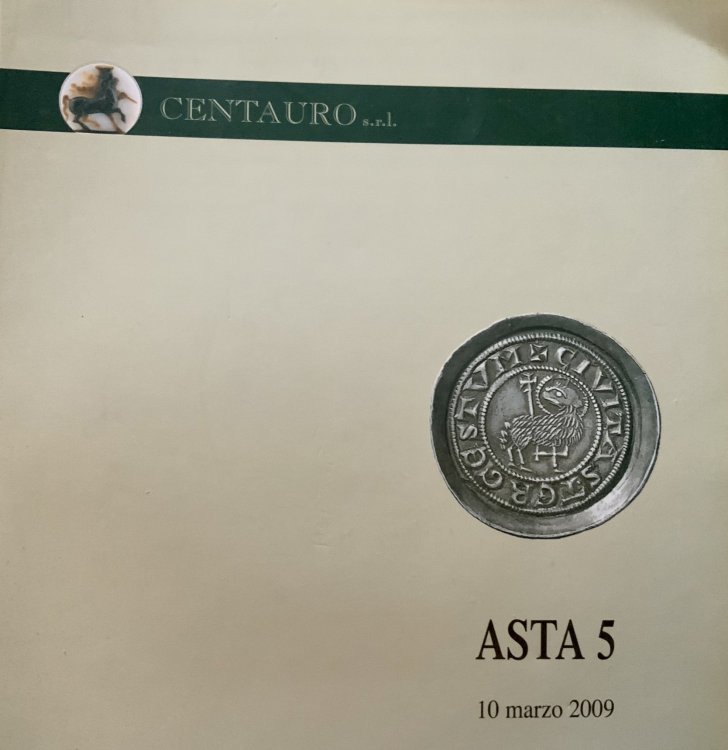 CENTAURO s.r.l.
✠CIVITAS·TERGESTVM
ASTA 5
10 marzo 2009